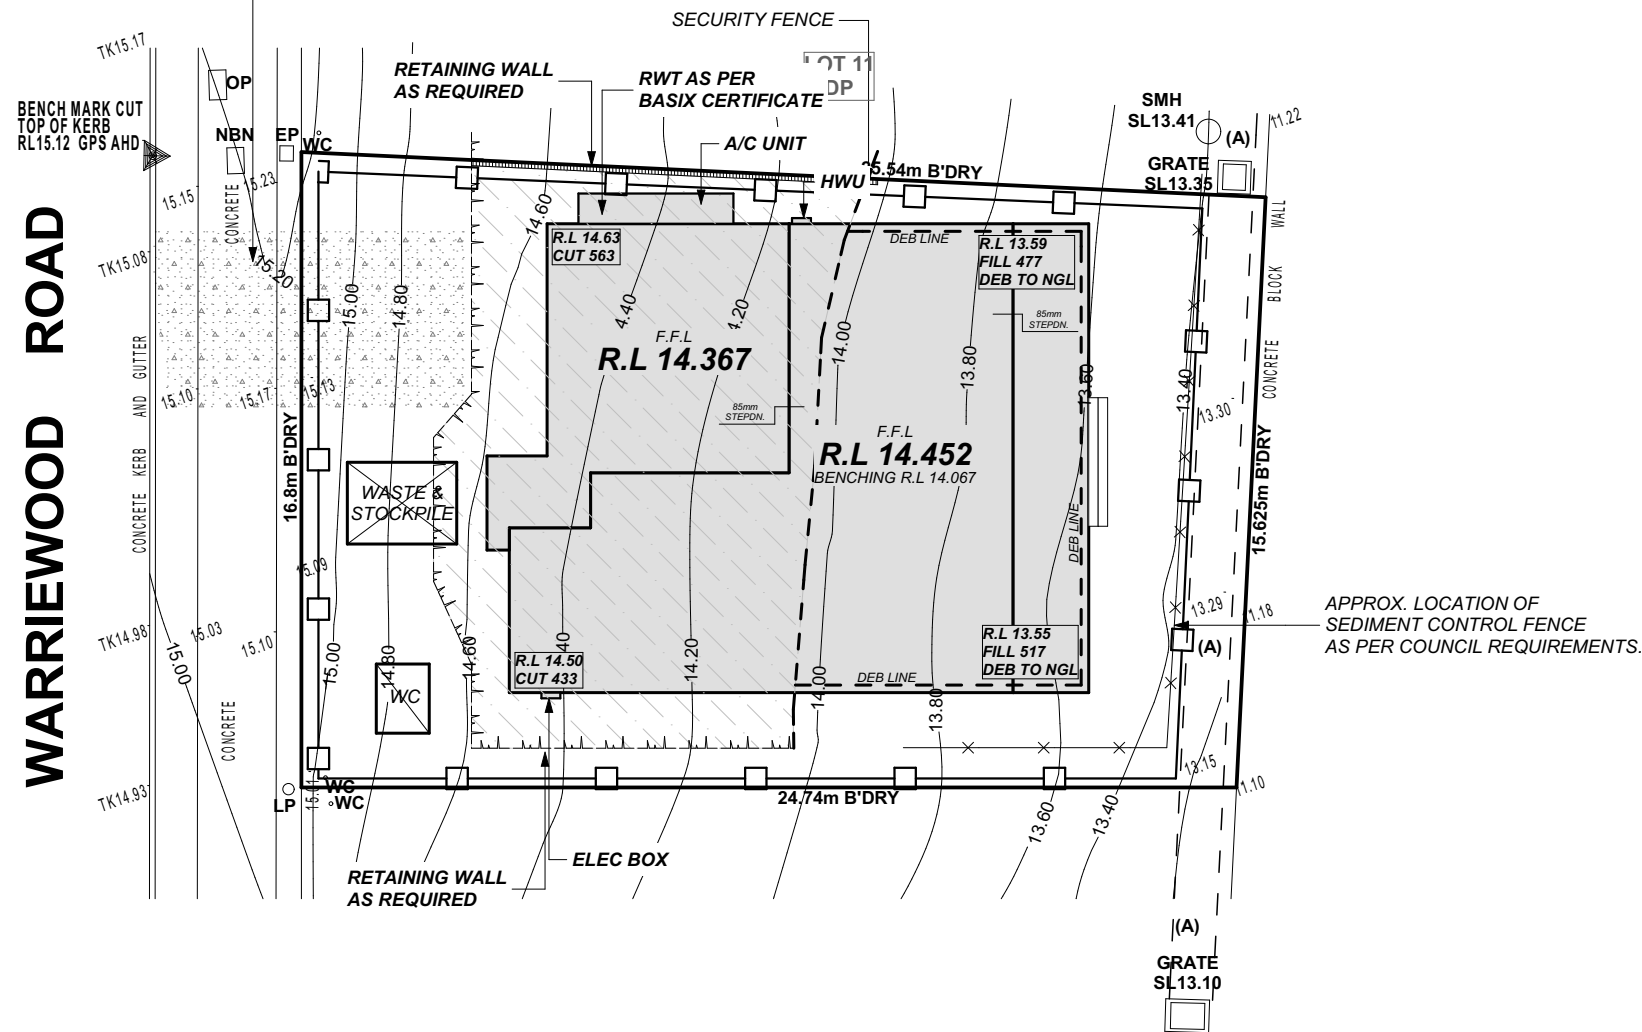 SECURITY FENCE
TK15.17
RETAINING WALL
AS REQUIRED
RWT AS PER
BASIX CERTIFICATE
LOT 11
DP
OP
BENCH MARK CUT
TOP OF KERB
RL15.12 GPS AHD
NBN
EP
WC
A/C UNIT
SMH
SL13.41
(A)
11.22
GRATE
SL13.35
HWU
5.54m B'DRY
15.15
15.23
CONCRETE
14.60
WALL
BLOCK
CONCRETE
R.L 14.63
CUT 563
DEB LINE
R.L 13.59
FILL 477
DEB TO NGL
TK15.08
15.20
15.00
14.80
4.40
4.20
14.00
13.80
85mm
STEPDN.
F.F.L
R.L 14.367
13.60
13.40
13.30
15.10
15.17
15.13
85mm
STEPDN.
F.F.L
R.L 14.452
BENCHING R.L 14.067
WARRIEWOOD ROAD
CONCRETE KERB AND GUTTER
16.8m B'DRY
WASTE &
STOCKPILE
DEB LINE
15.625m B'DRY
15.09
13.29
11.18
APPROX. LOCATION OF
SEDIMENT CONTROL FENCE
AS PER COUNCIL REQUIREMENTS.
TK14.98
15.03
15.10
15.00
15.00
14.80
14.60
40
14.20
14.00
13.80
R.L 14.50
CUT 433
R.L 13.55
FILL 517
DEB TO NGL
(A)
DEB LINE
WC
CONCRETE
13.15
11.10
TK14.93
LP
15.01
WC
WC
24.74m B'DRY
13.60
13.40
ELEC BOX
RETAINING WALL
AS REQUIRED
(A)
GRATE
SL13.10